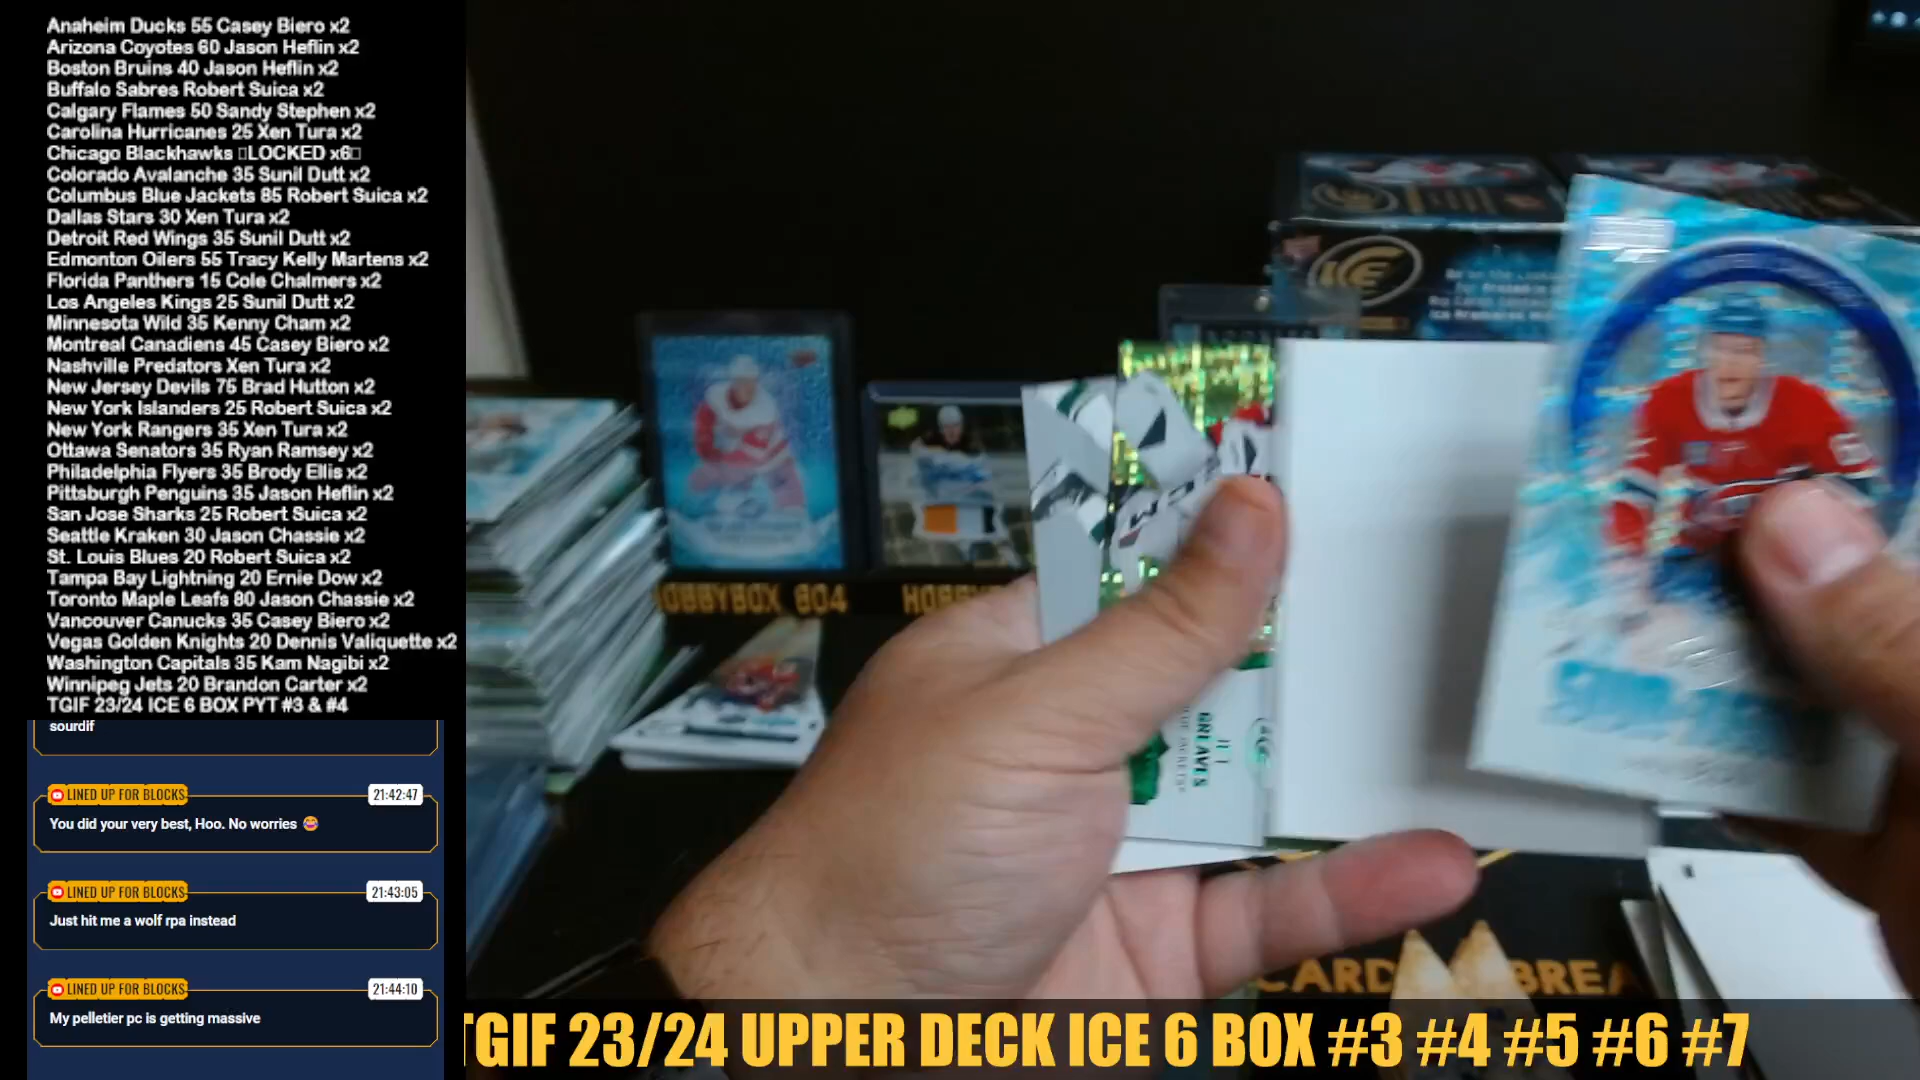 Anaheim Ducks 55 Casey Biero x2
Arizona Coyotes 60 Jason Heflin x2
Boston Bruins 40 Jason Heflin x2
Buffalo Sabres Robert Suica x2
Calgary Flames 50 Sandy Stephen x2
Carolina Hurricanes 25 Xen Tura x2
Chicago Blackhawks □LOCKED x6□
Colorado Avalanche 35 Sunil Dutt x2
Columbus Blue Jackets 85 Robert Suica x2
Dallas Stars 30 Xen Tura x2
Detroit Red Wings 35 Sunil Dutt x2
Edmonton Oilers 55 Tracy Kelly Martens x2
Florida Panthers 15 Cole Chalmers x2
Los Angeles Kings 25 Sunil Dutt x2
Minnesota Wild 35 Kenny Cham x2
Montreal Canadiens 45 Casey Biero x2
Nashville Predators Xen Tura x2
New Jersey Devils 75 Brad Hutton x2
New York Islanders 25 Robert Suica x2
New York Rangers 35 Xen Tura x2
Ottawa Senators 35 Ryan Ramsey x2
Philadelphia Flyers 35 Brody Ellis x2
Pittsburgh Penguins 35 Jason Heflin x2
San Jose Sharks 25 Robert Suica x2
Seattle Kraken 30 Jason Chassie x2
St. Louis Blues 20 Robert Suica x2
Tampa Bay Lightning 20 Ernie Dow x2
Toronto Maple Leafs 80 Jason Chassie x2
Vancouver Canucks 35 Casey Biero x2
Vegas Golden Knights 20 Dennis Valiquette x2
Washington Capitals 35 Kam Nagibi x2
Winnipeg Jets 20 Brandon Carter x2
TGIF 23/24 ICE 6 BOX PYT #3 & #4
sourdif
LINED UP FOR BLOCKS 21:42:47
You did your very best, Hoo. No worries 😂
LINED UP FOR BLOCKS 21:43:05
Just hit me a wolf rpa instead
LINED UP FOR BLOCKS 21:44:10
My pelletier pc is getting massive
ICE
HOBBYBOX 604
GREAVES
CARD BREA
TGIF 23/24 UPPER DECK ICE 6 BOX #3 #4 #5 #6 #7